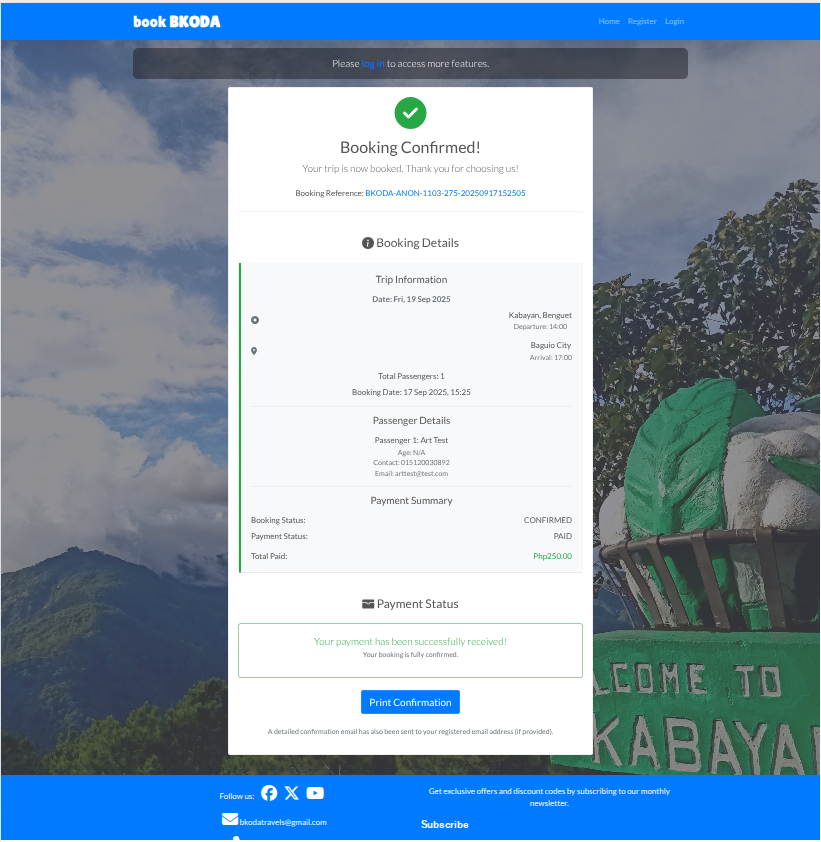 book BKODA
Home Register Login
Please log in to access more features.
Booking Confirmed!
Your trip is now booked. Thank you for choosing us!
Booking Reference: BKODA-ANON-1103-275-20250917152505
Booking Details
Trip Information
Date: Fri, 19 Sep 2025
Kabayan, Benguet
Departure: 14:00
Baguio City
Arrival: 17:00
Total Passengers: 1
Booking Date: 17 Sep 2025, 15:25
Passenger Details
Passenger 1: Art Test
Age: N/A
Contact: 015120030892
Email: arttest@test.com
Payment Summary
Booking Status: CONFIRMED
Payment Status: PAID
Total Paid: Php250.00
Payment Status
Your payment has been successfully received!
Your booking is fully confirmed.
Print Confirmation
A detailed confirmation email has also been sent to your registered email address (if provided).
LCOME TO
KABAYA
Follow us:
bkodatravels@gmail.com
Get exclusive offers and discount codes by subscribing to our monthly
newsletter.
Subscribe